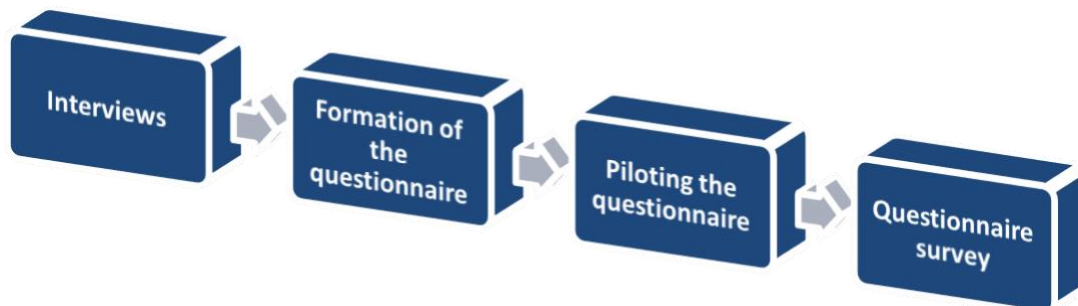 Interviews
Formation of
the
questionnaire
Piloting the
questionnaire
Questionnaire
survey